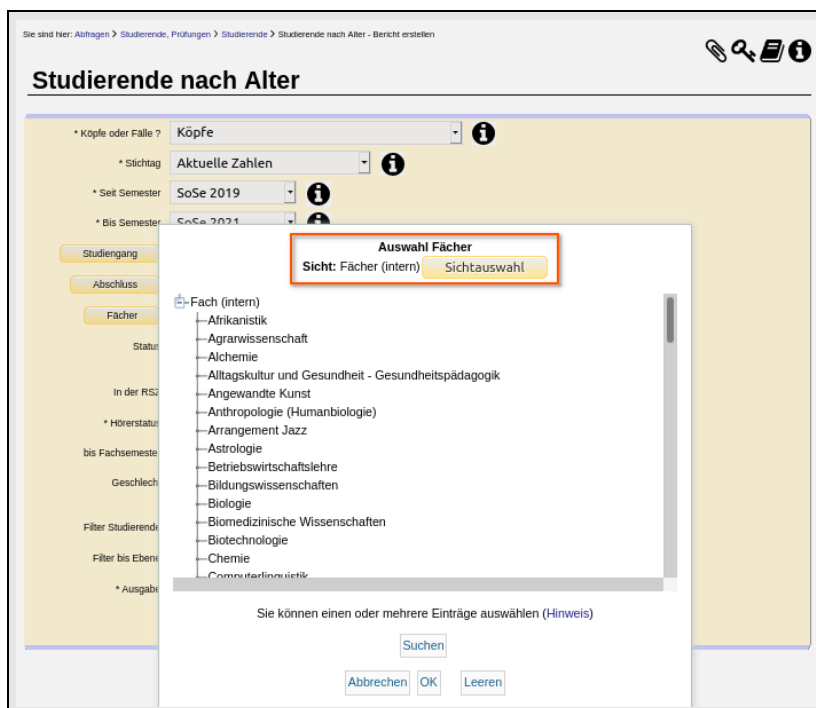 Sie sind hier: Abfragen > Studierende, Prüfungen > Studierende > Studierende nach Alter - Bericht erstellen
Studierende nach Alter
* Köpfe oder Fälle ? Köpfe
* Stichtag Aktuelle Zahlen
* Seit Semester SoSe 2019
* Bis Semester SoSe 2021
Studiengang
Abschluss
Fächer
Status
In der RSZ
* Hörerstatus
bis Fachsemester
Geschlecht
Filter Studierende
Filter bis Ebene
* Ausgabe
Auswahl Fächer
Sicht: Fächer (intern) Sichtauswahl
Fach (intern)
Afrikanistik
Agrarwissenschaft
Alchemie
Alltagskultur und Gesundheit - Gesundheitspädagogik
Angewandte Kunst
Anthropologie (Humanbiologie)
Arrangement Jazz
Astrologie
Betriebswirtschaftslehre
Bildungswissenschaften
Biologie
Biomedizinische Wissenschaften
Biotechnologie
Chemie
Computerlinguistik
Sie können einen oder mehrere Einträge auswählen (Hinweis)
Suchen
Abbrechen OK Leeren